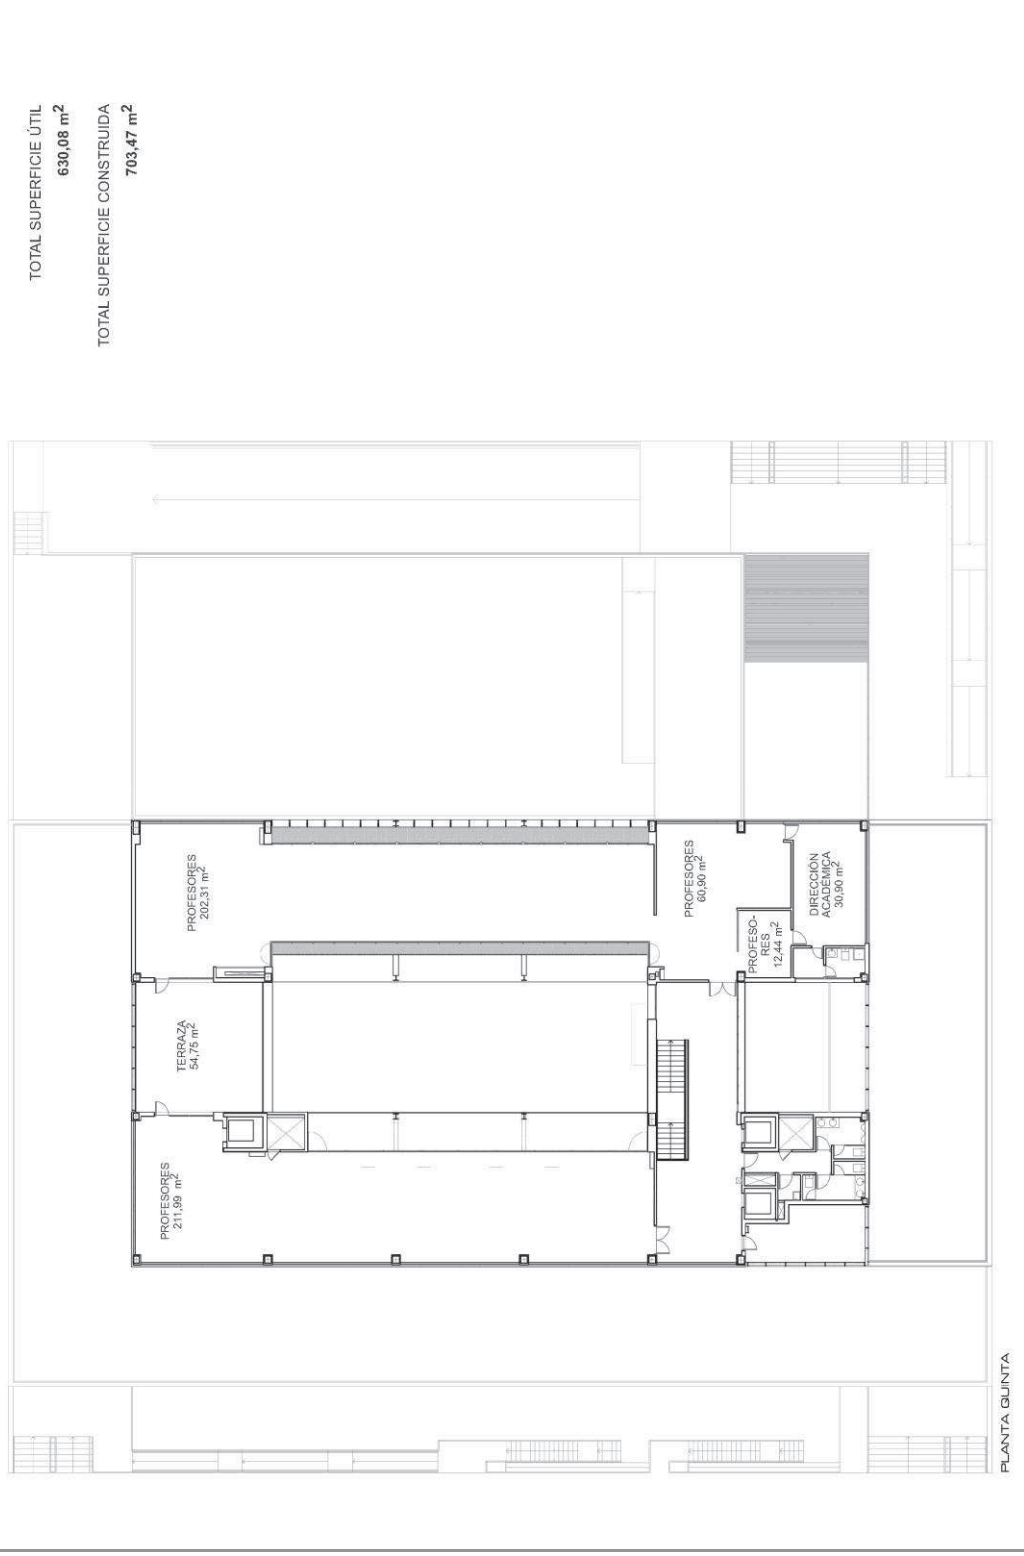 TOTAL SUPERFICIE ÚTIL
630,08 m2
TOTAL SUPERFICIE CONSTRUIDA
703,47 m2
PROFESORES
211,99 m2
TERRAZA
54,75 m2
PROFESORES
202,31 m2
PROFESORES
60,90 m2
PROFESO-
RES
12,44 m2
DIRECCIÓN
ACADÉMICA
30,90 m2
PLANTA QUINTA